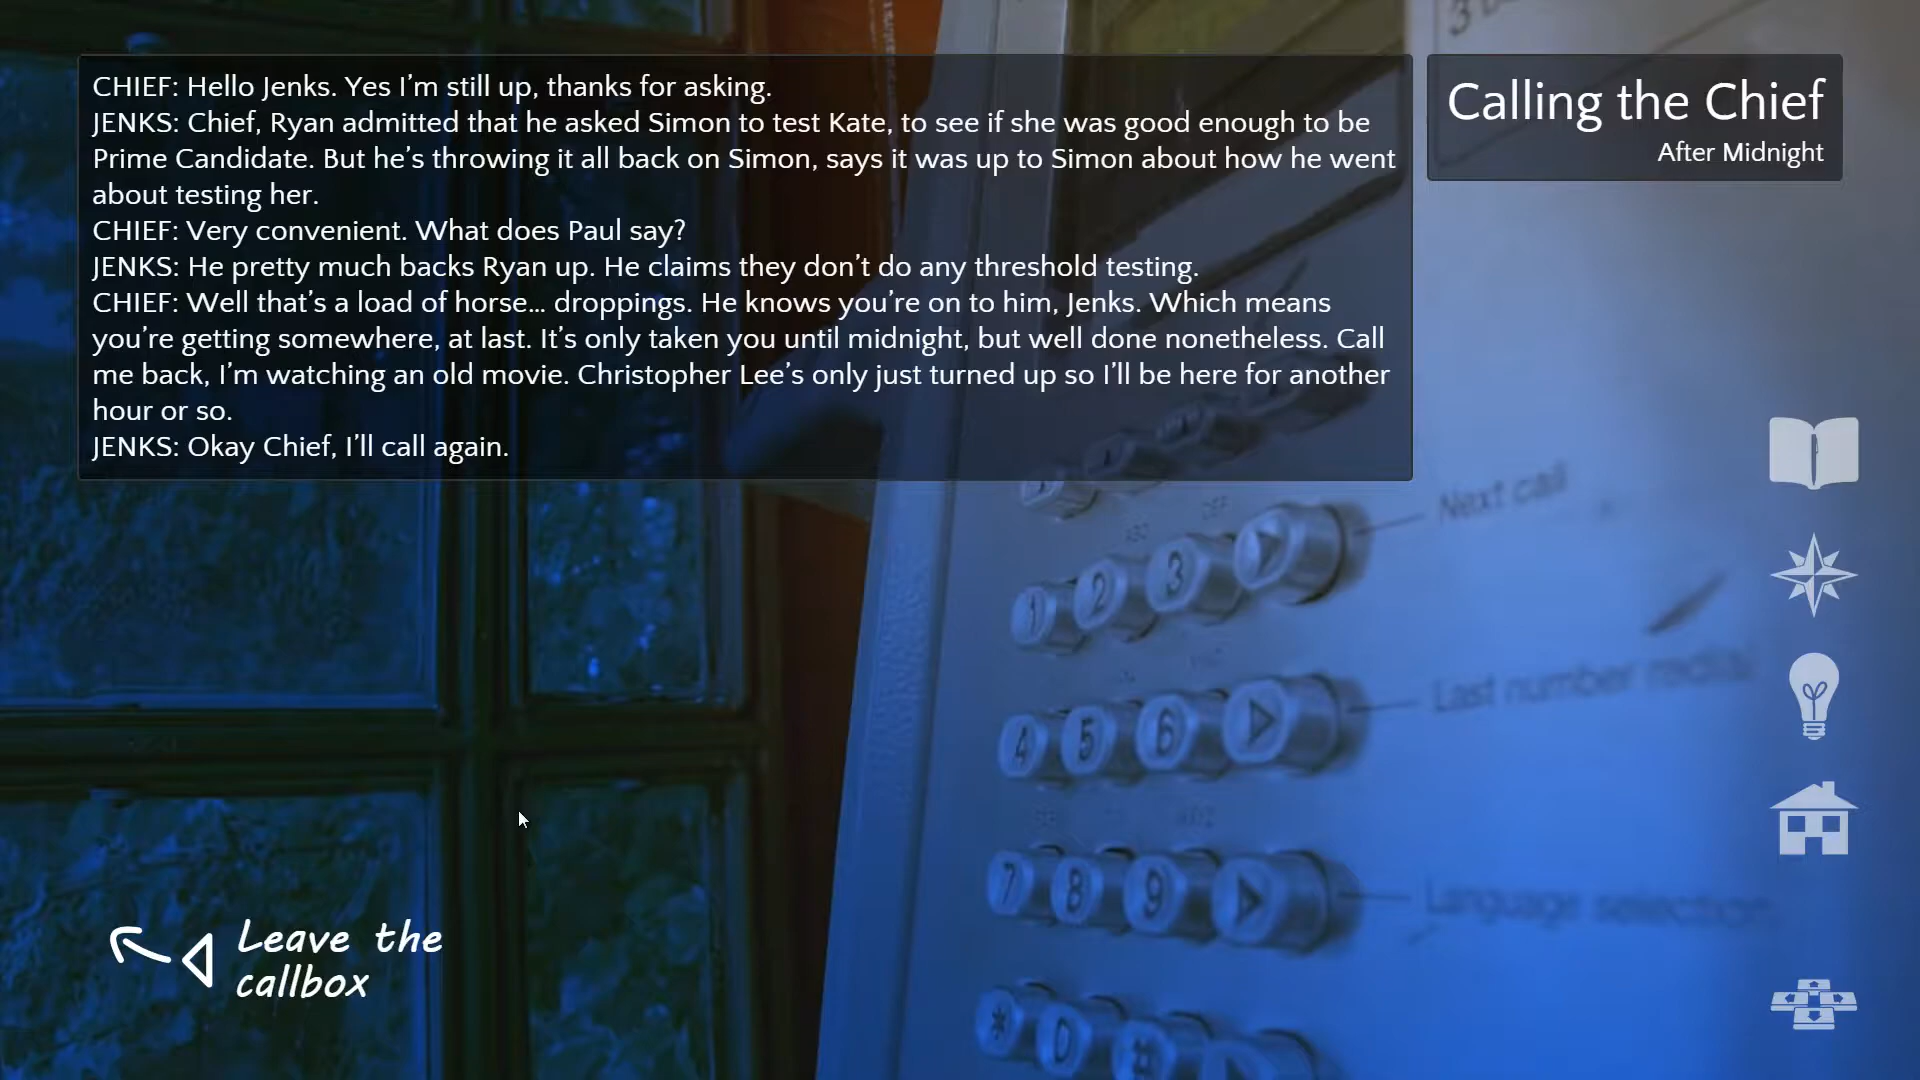 CHIEF: Hello Jenks. Yes I'm still up, thanks for asking.
JENKS: Chief, Ryan admitted that he asked Simon to test Kate, to see if she was good enough to be
Prime Candidate. But he's throwing it all back on Simon, says it was up to Simon about how he went
about testing her.
CHIEF: Very convenient. What does Paul say?
JENKS: He pretty much backs Ryan up. He claims they don't do any threshold testing.
CHIEF: Well that's a load of horse... droppings. He knows you're on to him, Jenks. Which means
you're getting somewhere, at last. It's only taken you until midnight, but well done nonetheless. Call
me back, I'm watching an old movie. Christopher Lee's only just turned up so I'll be here for another
hour or so.
JENKS: Okay Chief, I'll call again.
Calling the Chief
After Midnight
ABC DEF
1 2 3 Next call
4 5 6 Last number redial
7 8 9 Language selection
* 0 #
Leave the
callbox